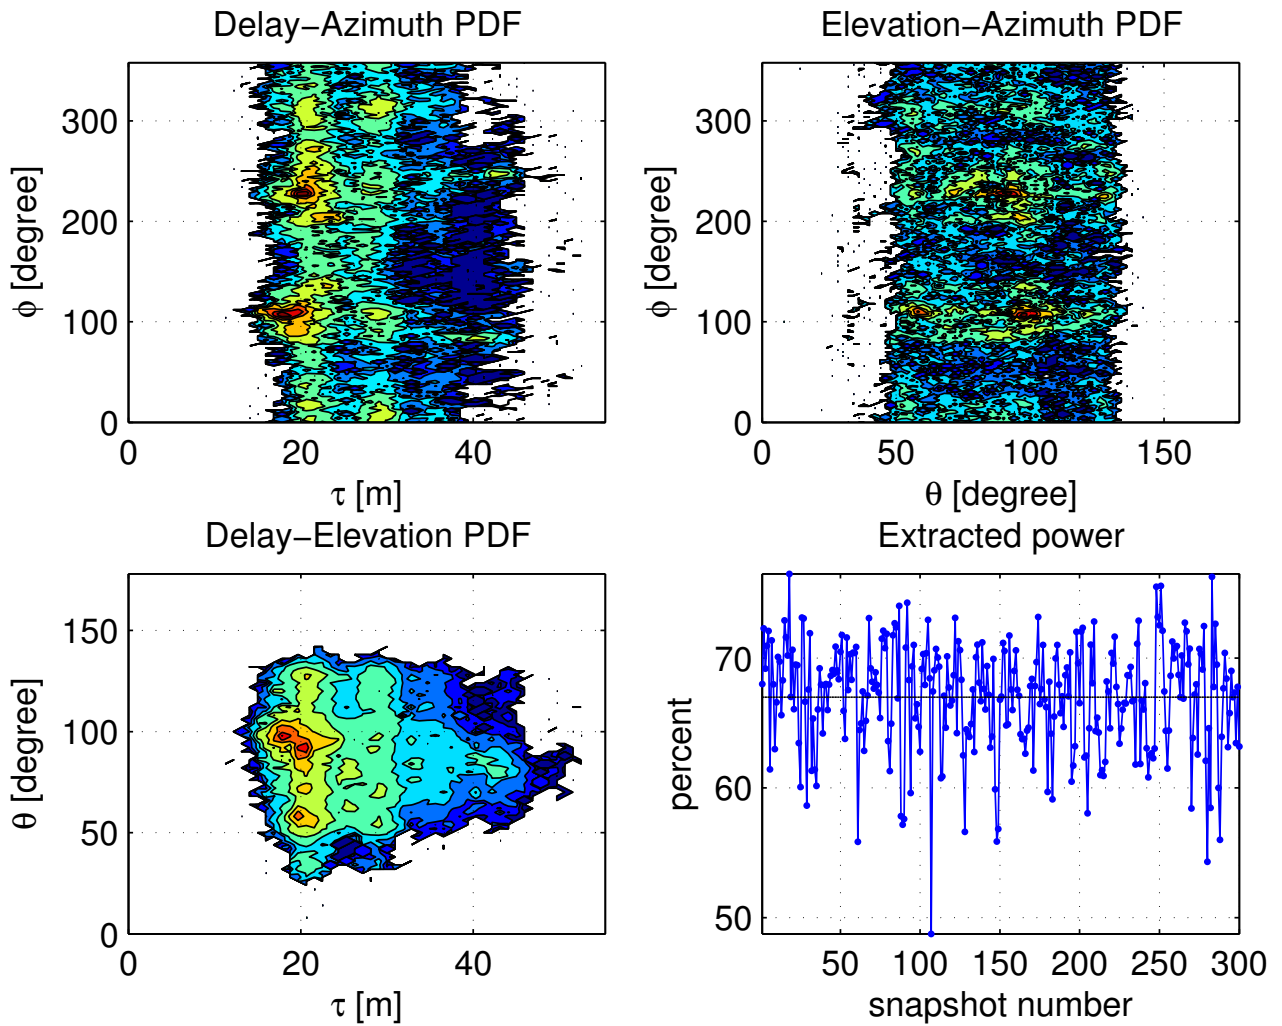 Delay−Azimuth PDF
Elevation−Azimuth PDF
ϕ [degree]
300
200
100
0
0 20 40
τ [m]
ϕ [degree]
300
200
100
0
0 50 100 150
θ [degree]
Delay−Elevation PDF
Extracted power
θ [degree]
150
100
50
0
0 20 40
τ [m]
percent
70
60
50
50 100 150 200 250 300
snapshot number